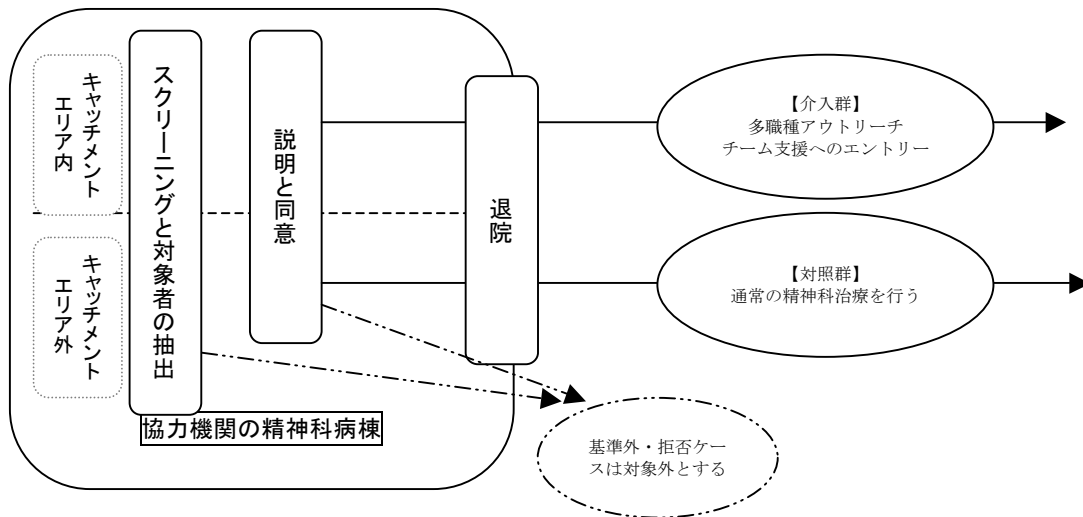 キャッチメント
エリア内
キャッチメント
エリア外
スクリーニングと対象者の抽出
説明と同意
退院
【介入群】
多職種アウトリーチ
チーム支援へのエントリー
【対照群】
通常の精神科治療を行う
協力機関の精神科病棟
基準外・拒否ケー
スは対象外とする